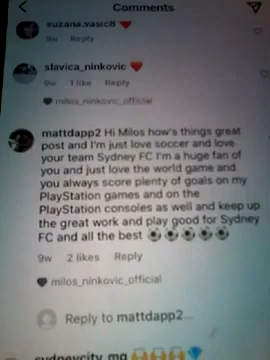 Comments
suzana.vasic8 ❤️
9w Reply
slavica_ninkovic ❤️
9w 1 like Reply
milos_ninkovic_official
mattdapp2 Hi Milos how's things great
post and I'm just love soccer and love
your team Sydney FC I'm a huge fan of
you and just love the world game and
you always score plenty of goals on my
PlayStation games and on the
PlayStation consoles as well and keep up
the great work and play good for Sydney
FC and all the best ⚽⚽⚽⚽⚽
9w 2 likes Reply
milos_ninkovic_official
Reply to mattdapp2...